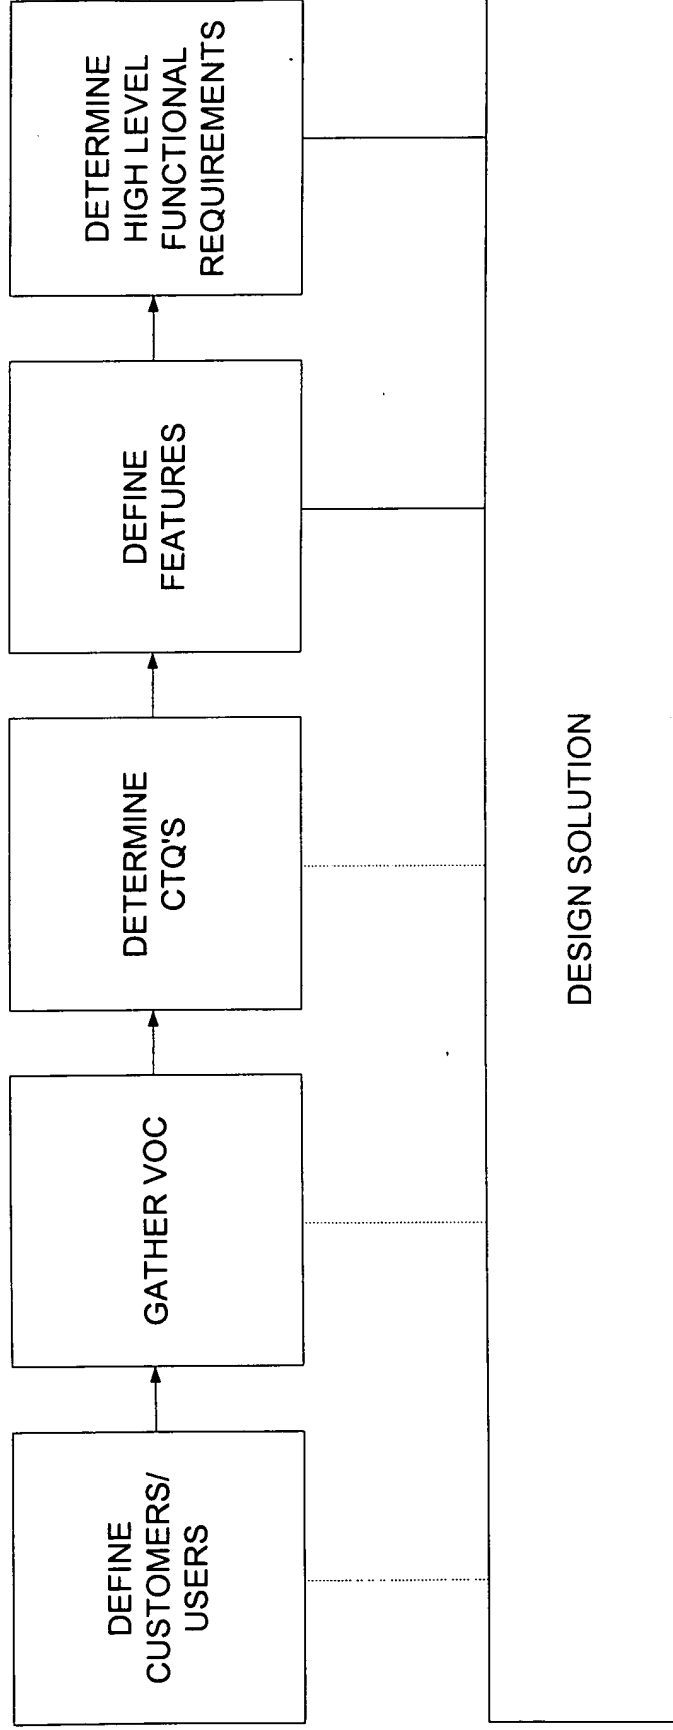 DEFINE
CUSTOMERS/
USERS
GATHER VOC
DETERMINE
CTQ'S
DEFINE
FEATURES
DETERMINE
HIGH LEVEL
FUNCTIONAL
REQUIREMENTS
DESIGN SOLUTION